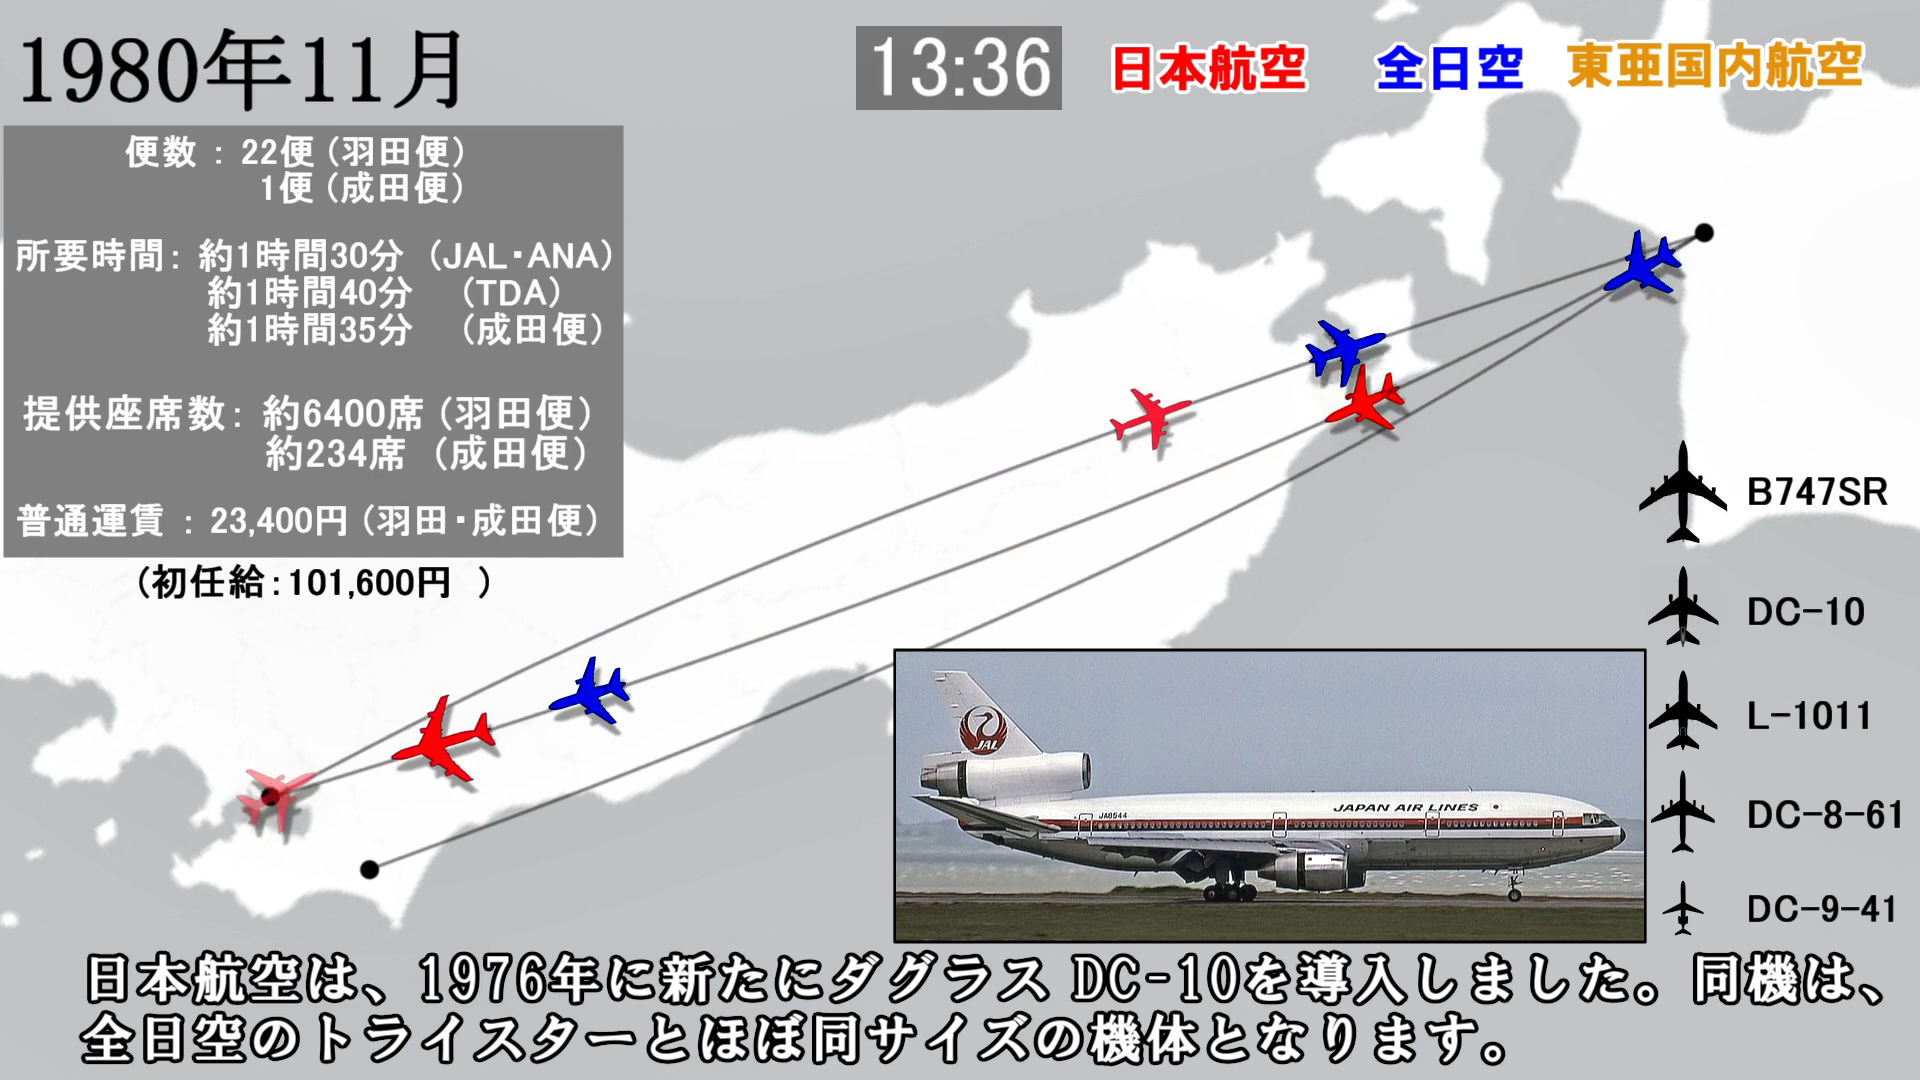 1980年11月
13:36
日本航空 全日空 東亜国内航空
便数 : 22便 (羽田便)
1便 (成田便)
所要時間: 約1時間30分 (JAL・ANA)
約1時間40分 (TDA)
約1時間35分 (成田便)
提供座席数: 約6400席 (羽田便)
約234席 (成田便)
普通運賃 : 23,400円 (羽田・成田便)
(初任給:101,600円 )
B747SR
DC-10
L-1011
DC-8-61
DC-9-41
JAL
JAPAN AIR LINES
JA8544
日本航空は、1976年に新たにダグラス DC-10を導入しました。同機は、
全日空のトライスターとほぼ同サイズの機体となります。